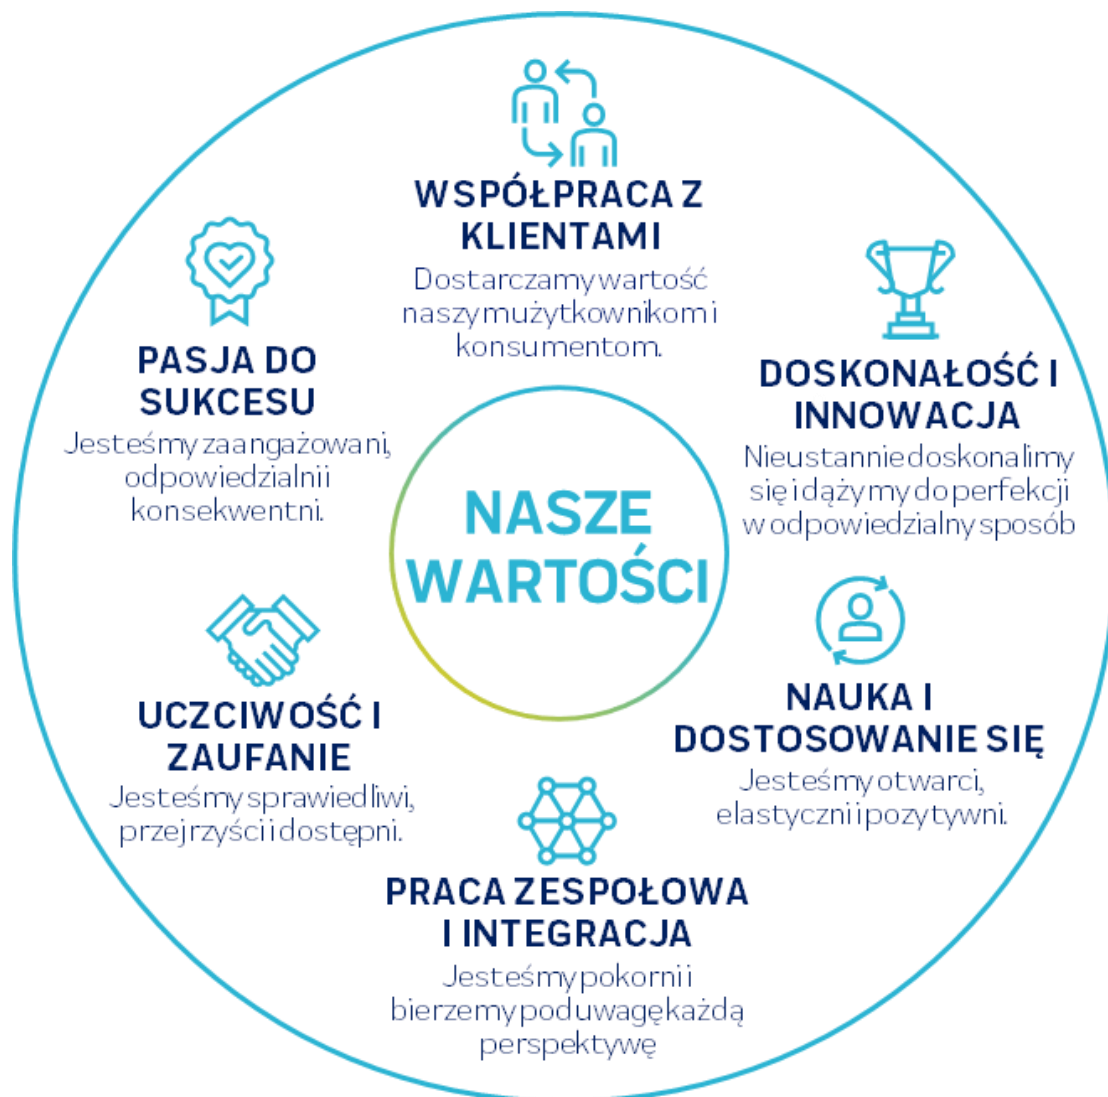 WSPÓŁPRACA Z
KLIENTAMI
Dostarczamy wartość
naszym użytkownikom i
konsumentom.
DOSKONAŁOŚĆ I
INNOWACJA
Nieustannie doskonalimy
się i dążymy do perfekcji
w odpowiedzialny sposób
NAUKA I
DOSTOSOWANIE SIĘ
Jesteśmy otwarci,
elastyczni i pozytywni.
PRACA ZESPOŁOWA
I INTEGRACJA
Jesteśmy pokorni i
bierzemy pod uwagę każdą
perspektywę
UCZCIWOŚĆ I
ZAUFANIE
Jesteśmy sprawiedliwi,
przejrzyści i dostępni.
PASJA DO
SUKCESU
Jesteśmy zaangażowani,
odpowiedzialni i
konsekwentni.
NASZE
WARTOŚCI